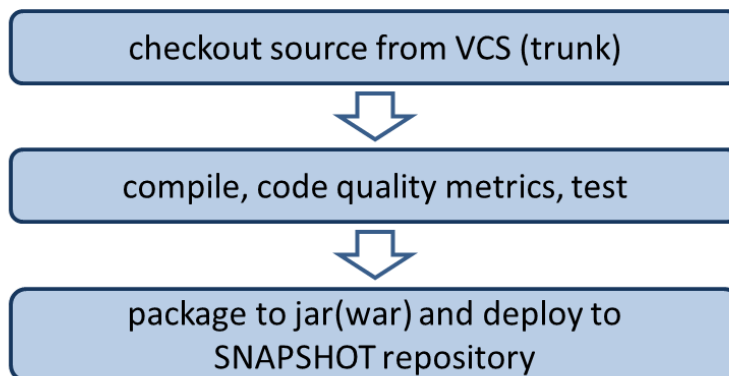 checkout source from VCS (trunk)
compile, code quality metrics, test
package to jar(war) and deploy to
SNAPSHOT repository